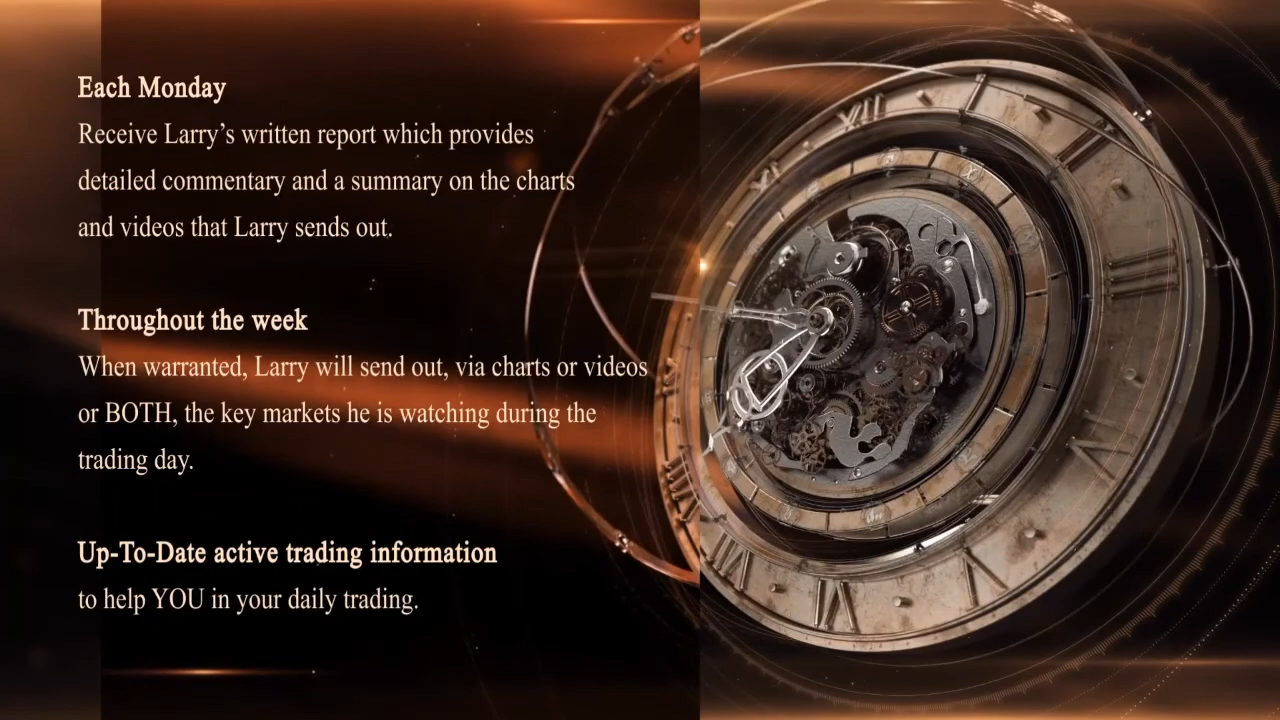 Each Monday
Receive Larry's written report which provides
detailed commentary and a summary on the charts
and videos that Larry sends out.
Throughout the week
When warranted, Larry will send out, via charts or videos
or BOTH, the key markets he is watching during the
trading day.
Up-To-Date active trading information
to help YOU in your daily trading.